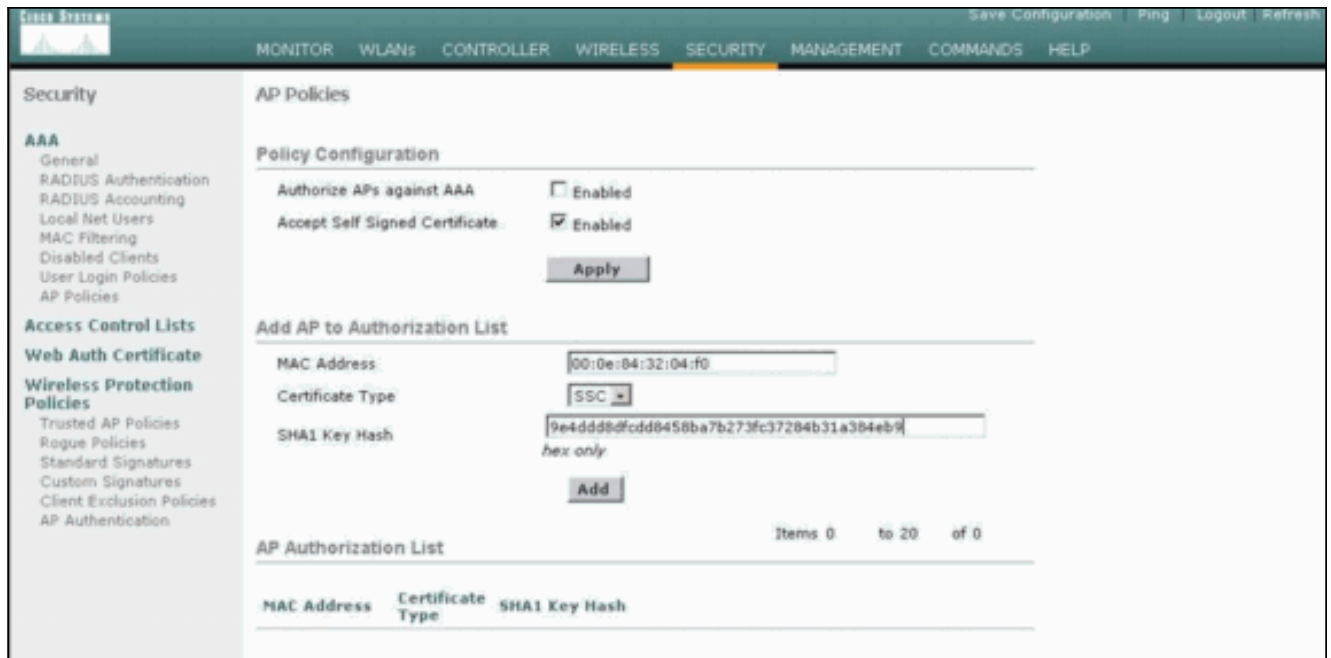 CISCO SYSTEMS
Save Configuration | Ping | Logout | Refresh
MONITOR WLANs CONTROLLER WIRELESS SECURITY MANAGEMENT COMMANDS HELP
Security
AAA
General
RADIUS Authentication
RADIUS Accounting
Local Net Users
MAC Filtering
Disabled Clients
User Login Policies
AP Policies
Access Control Lists
Web Auth Certificate
Wireless Protection
Policies
Trusted AP Policies
Rogue Policies
Standard Signatures
Custom Signatures
Client Exclusion Policies
AP Authentication
AP Policies
Policy Configuration
Authorize APs against AAA Enabled
Accept Self Signed Certificate Enabled
Apply
Add AP to Authorization List
MAC Address 00:0e:84:32:04:f0
Certificate Type SSC
SHA1 Key Hash 9e4ddd8dfcdd8458ba7b273fc37284b31a384eb9
hex only
Add
Items 0 to 20 of 0
AP Authorization List
MAC Address Certificate Type SHA1 Key Hash